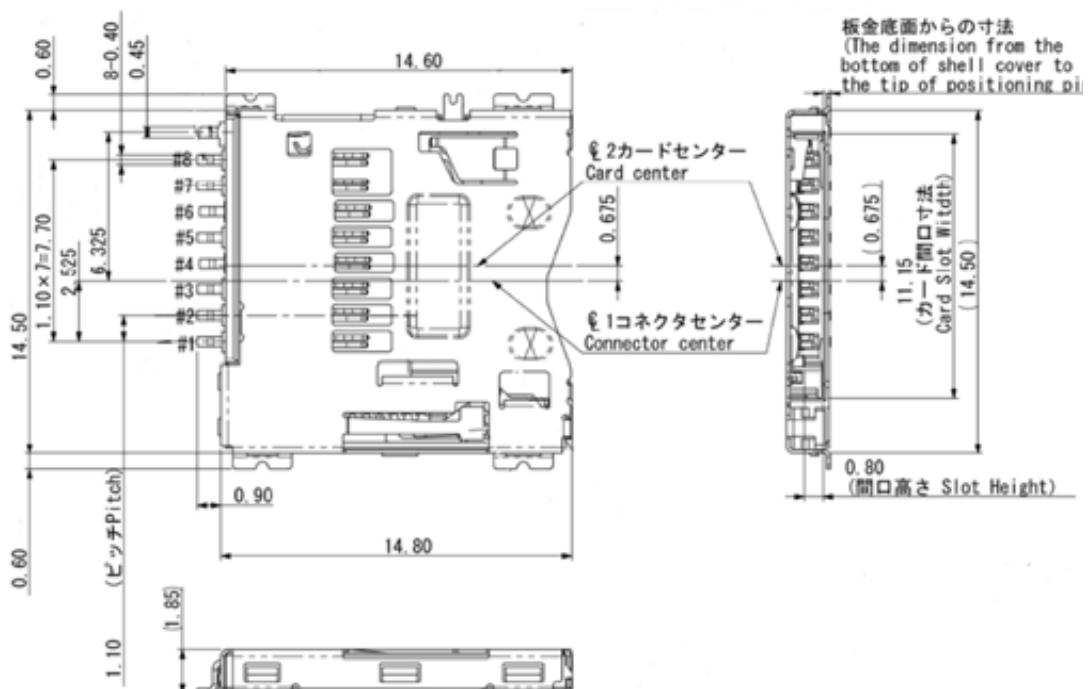 0.60
8-0.40
0.45
14.60
板金底面からの寸法
(The dimension from the
bottom of shell cover to
the tip of positioning pi
#8
#7
#6
#5
#4
#3
#2
#1
6.325
2.525
1.10×7=7.70
14.50
℄2カードセンター
Card center
0.675
℄1コネクタセンター
Connector center
(0.675)
11.15
(カード間口寸法
Card Slot Witdth)
(14.50)
0.80
(間口高さ Slot Height)
0.90
14.80
0.60
(ピッチPitch)
1.10
(1.85)